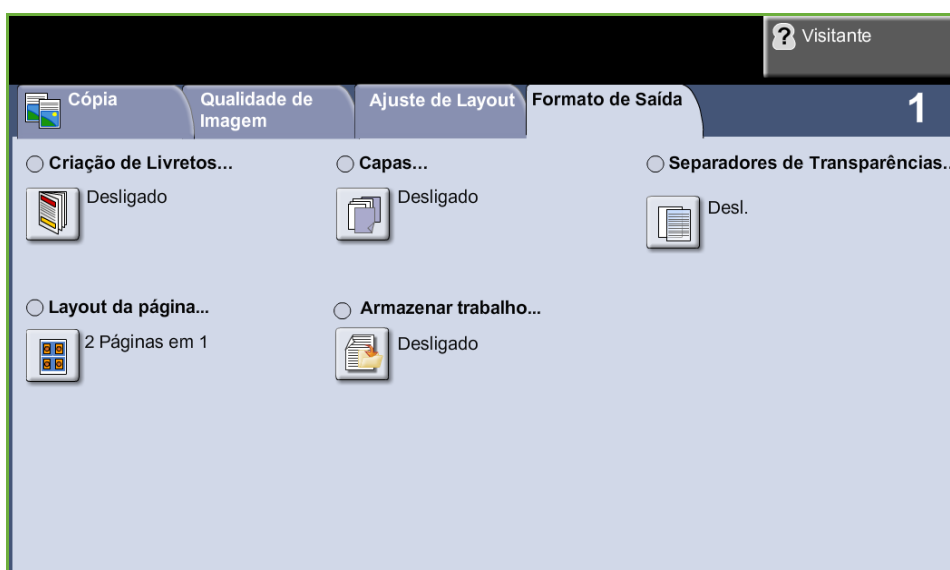 ? Visitante
Cópia
Qualidade de
Imagem
Ajuste de Layout
Formato de Saída
1
Criação de Livretos...
Desligado
Capas...
Desligado
Separadores de Transparências..
Desl.
Layout da página...
2 Páginas em 1
Armazenar trabalho...
Desligado